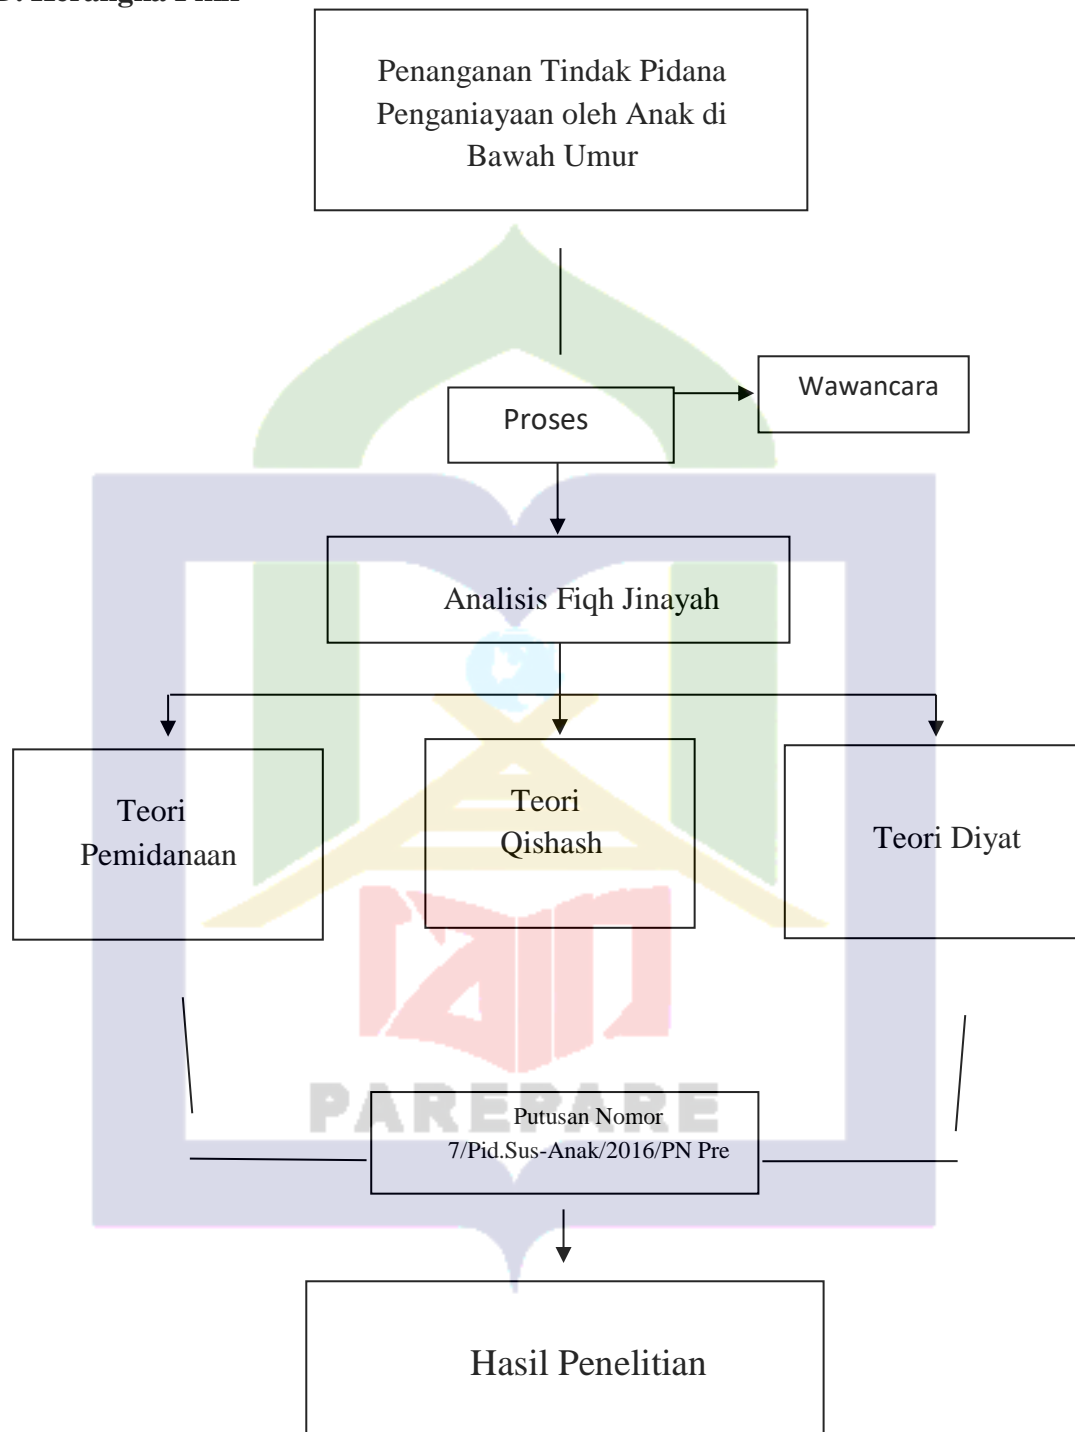 Penanganan Tindak Pidana
Penganiayaan oleh Anak di
Bawah Umur
Wawancara
Proses
Analisis Fiqh Jinayah
Teori
Pemidanaan
Teori
Qishash
Teori Diyat
PAREPARE
Putusan Nomor
7/Pid.Sus-Anak/2016/PN Pre
Hasil Penelitian